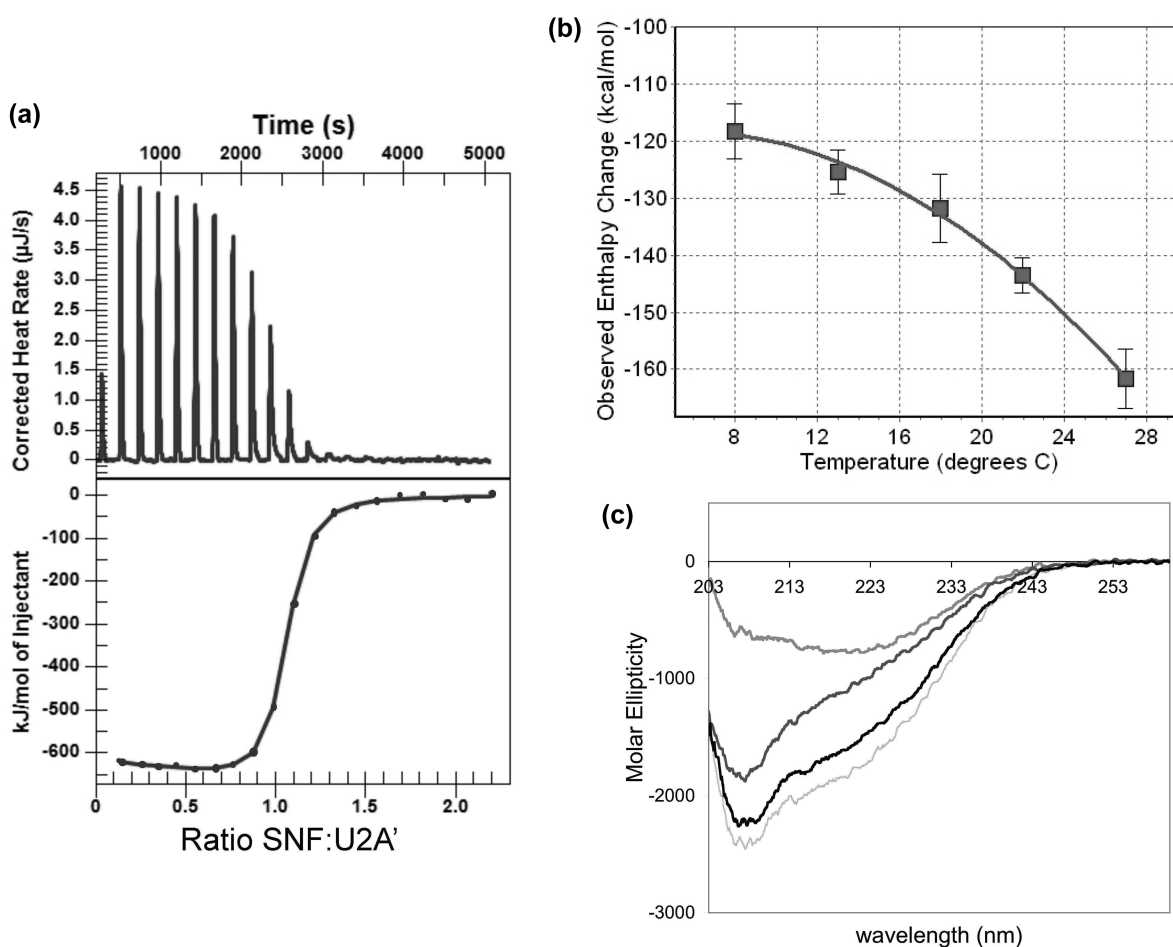 (a)
Time (s)
1000 2000 3000 4000 5000
Corrected Heat Rate (µJ/s)
4.5
4.0
3.5
3.0
2.5
2.0
1.5
1.0
0.5
0
kJ/mol of Injectant
0
-100
-200
-300
-400
-500
-600
0 0.5 1.0 1.5 2.0
Ratio SNF:U2A'
(b)
Observed Enthalpy Change (kcal/mol)
-100
-110
-120
-130
-140
-150
-160
8 12 16 20 24 28
Temperature (degrees C)
(c)
Molar Ellipticity
0
203 213 223 233 243 253
-1000
-2000
-3000
wavelength (nm)